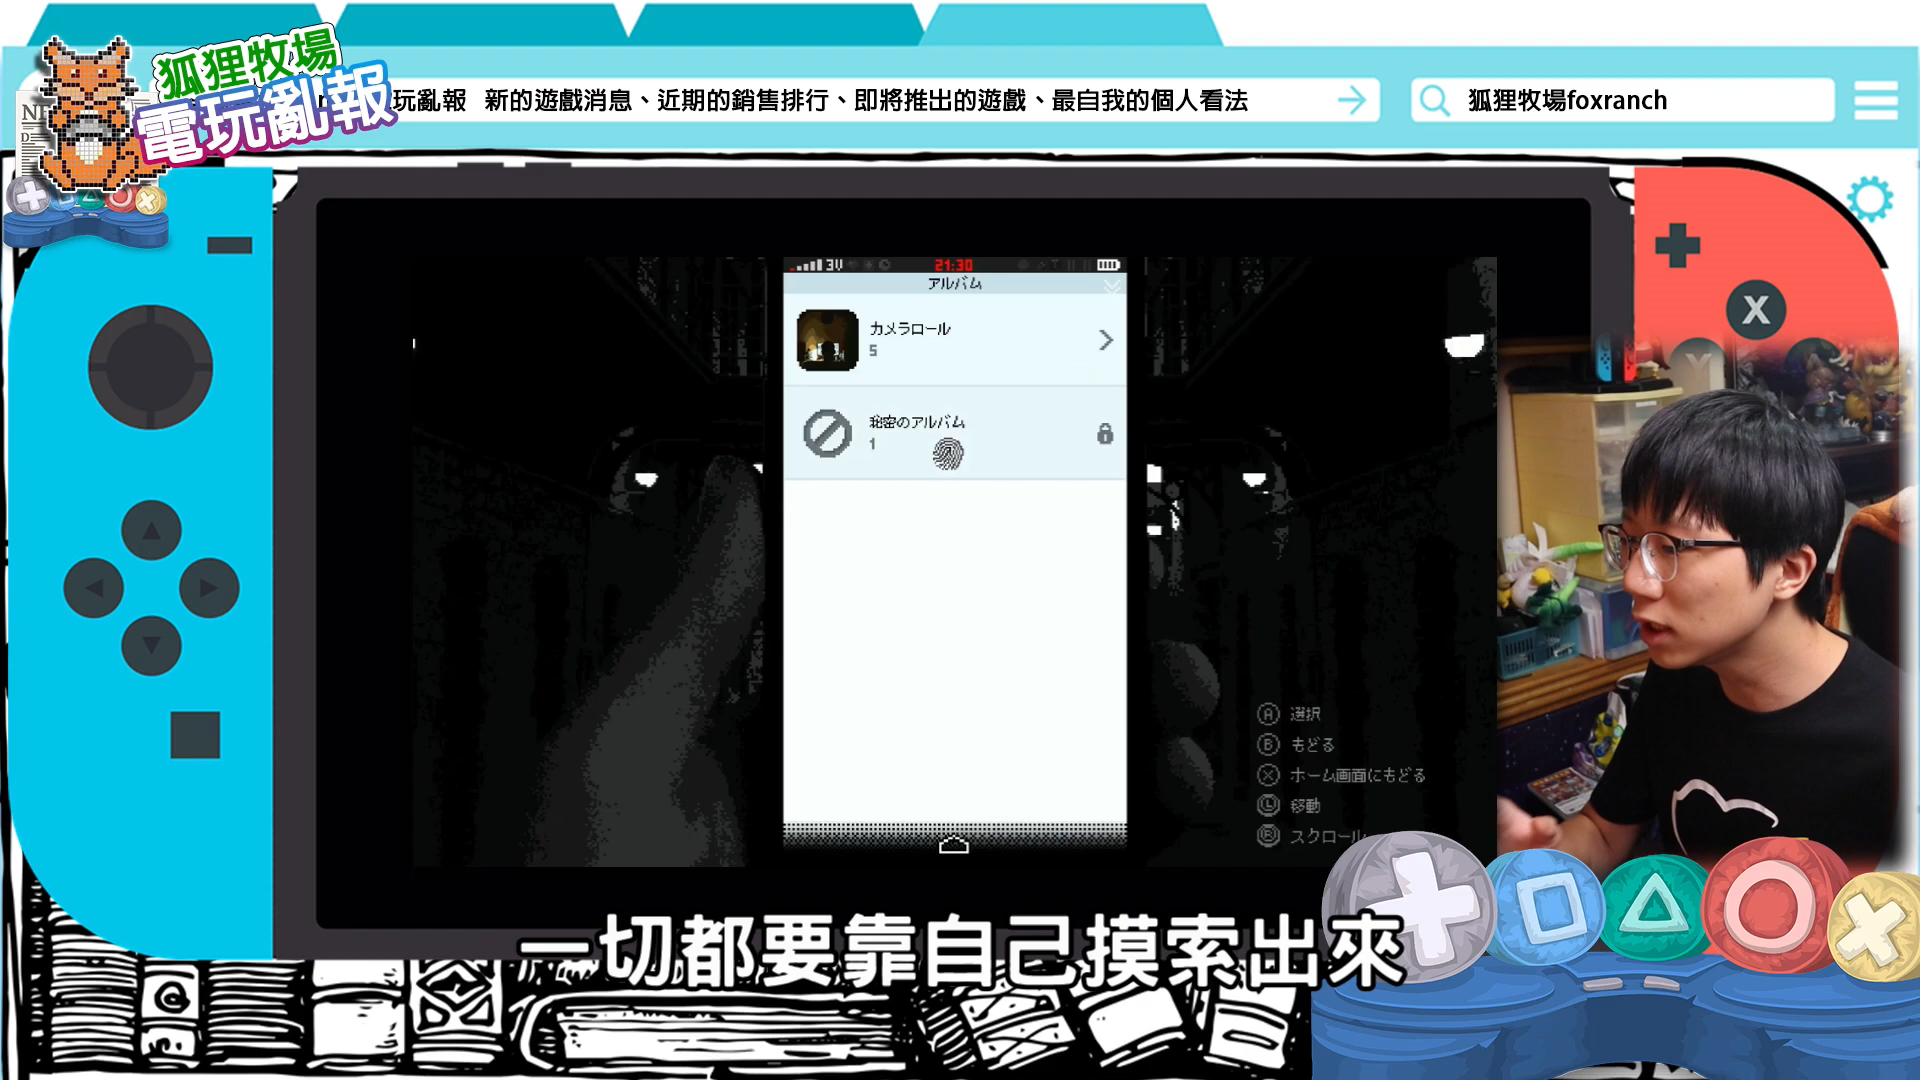 狐狸牧場
電玩亂報
玩亂報 新的遊戲消息、近期的銷售排行、即將推出的遊戲、最自我的個人看法
狐狸牧場foxranch
X
Y
21:30
アルバム
カメラロール
5
秘密のアルバム
1
A 選択
B もどる
X ホーム画面にもどる
L 移動
R スクロール
一切都要靠自己摸索出來